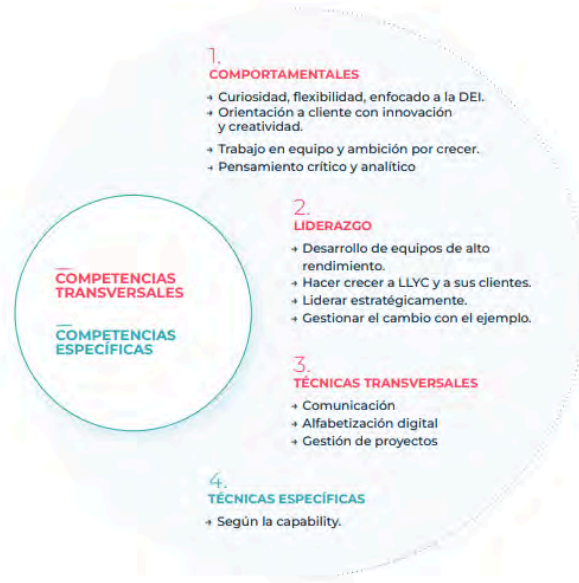 1.
COMPORTAMENTALES
→ Curiosidad, flexibilidad, enfocado a la DEI.
→ Orientación a cliente con innovación
y creatividad.
→ Trabajo en equipo y ambición por crecer.
→ Pensamiento crítico y analítico
2.
LIDERAZGO
→ Desarrollo de equipos de alto
rendimiento.
→ Hacer crecer a LLYC y a sus clientes.
→ Liderar estratégicamente.
→ Gestionar el cambio con el ejemplo.
COMPETENCIAS
TRANSVERSALES
COMPETENCIAS
ESPECÍFICAS
3.
TÉCNICAS TRANSVERSALES
→ Comunicación
→ Alfabetización digital
→ Gestión de proyectos
4.
TÉCNICAS ESPECÍFICAS
→ Según la capability.